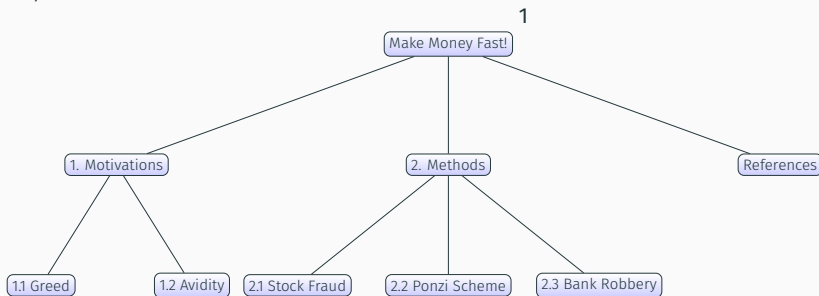 1
Make Money Fast!
1. Motivations
2. Methods
References
1.1 Greed
1.2 Avidity
2.1 Stock Fraud
2.2 Ponzi Scheme
2.3 Bank Robbery